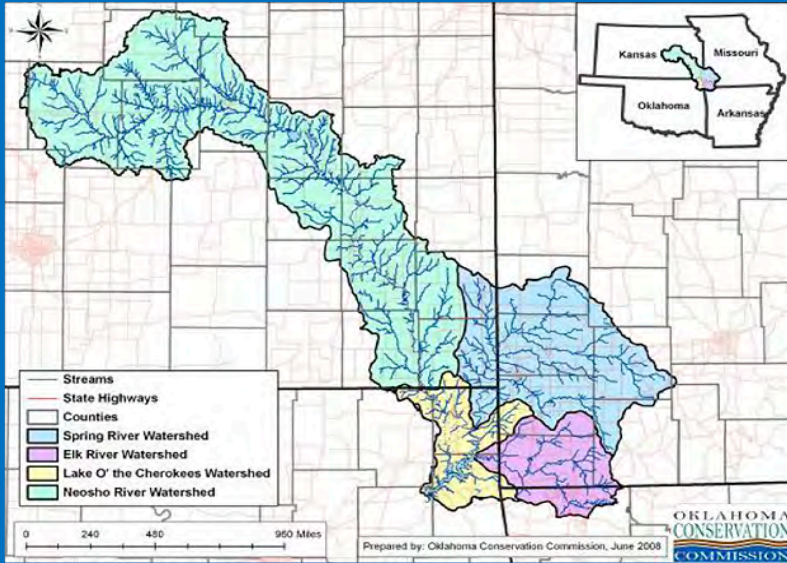 Kansas
Missouri
Oklahoma
Arkansas
Streams
State Highways
Counties
Spring River Watershed
Elk River Watershed
Lake O' the Cherokees Watershed
Neosho River Watershed
0 240 480 960 Miles
Prepared by: Oklahoma Conservation Commission, June 2008
OKLAHOMA
CONSERVATION
COMMISSION